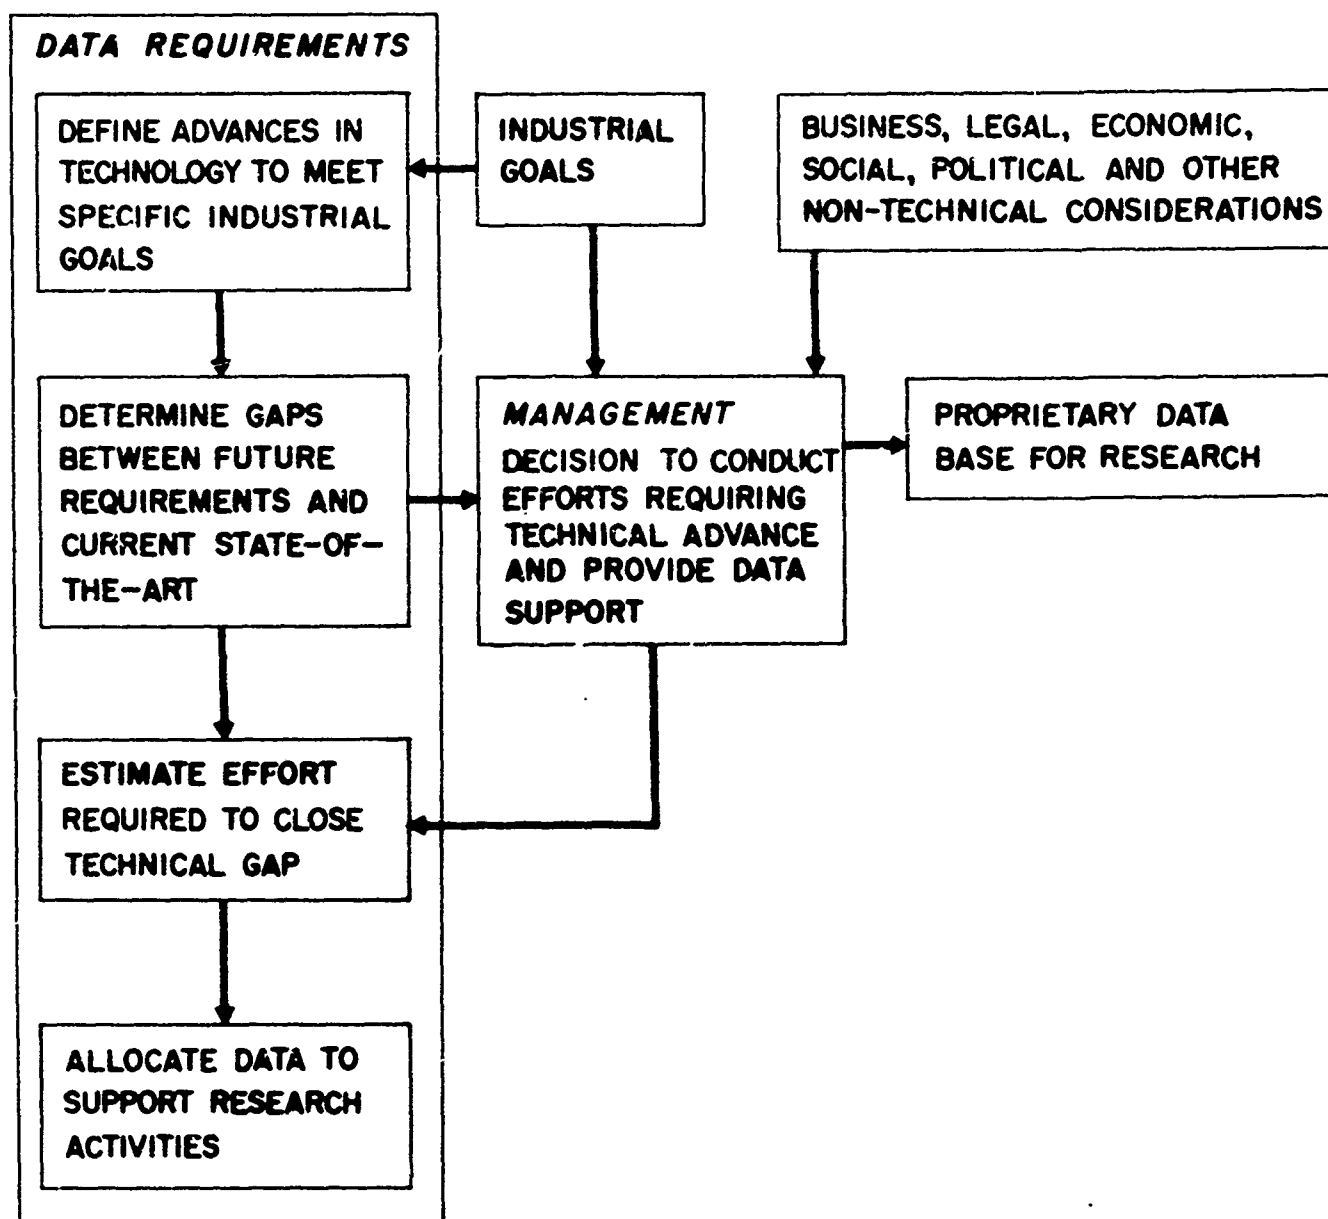 DATA REQUIREMENTS
DEFINE ADVANCES IN
TECHNOLOGY TO MEET
SPECIFIC INDUSTRIAL
GOALS
INDUSTRIAL
GOALS
BUSINESS, LEGAL, ECONOMIC,
SOCIAL, POLITICAL AND OTHER
NON-TECHNICAL CONSIDERATIONS
DETERMINE GAPS
BETWEEN FUTURE
REQUIREMENTS AND
CURRENT STATE-OF-
THE-ART
MANAGEMENT
DECISION TO CONDUCT
EFFORTS REQUIRING
TECHNICAL ADVANCE
AND PROVIDE DATA
SUPPORT
PROPRIETARY DATA
BASE FOR RESEARCH
ESTIMATE EFFORT
REQUIRED TO CLOSE
TECHNICAL GAP
ALLOCATE DATA TO
SUPPORT RESEARCH
ACTIVITIES